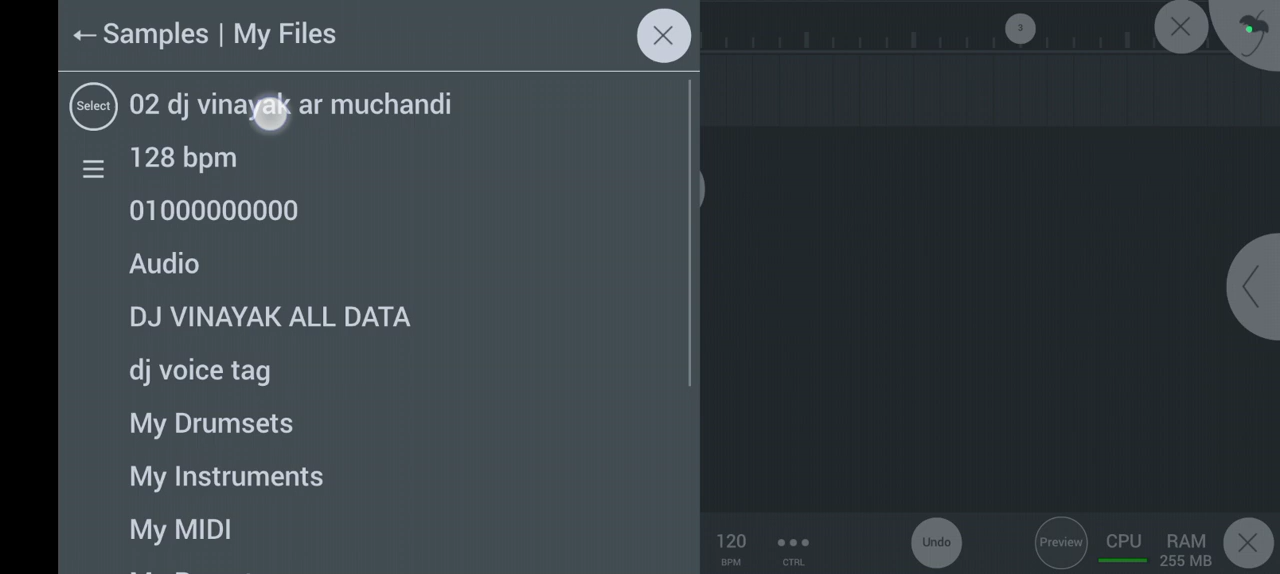 ← Samples | My Files
Select
02 dj vinayak ar muchandi
128 bpm
01000000000
Audio
DJ VINAYAK ALL DATA
dj voice tag
My Drumsets
My Instruments
My MIDI
3
120
BPM
CTRL
Undo
Preview
CPU
RAM
255 MB